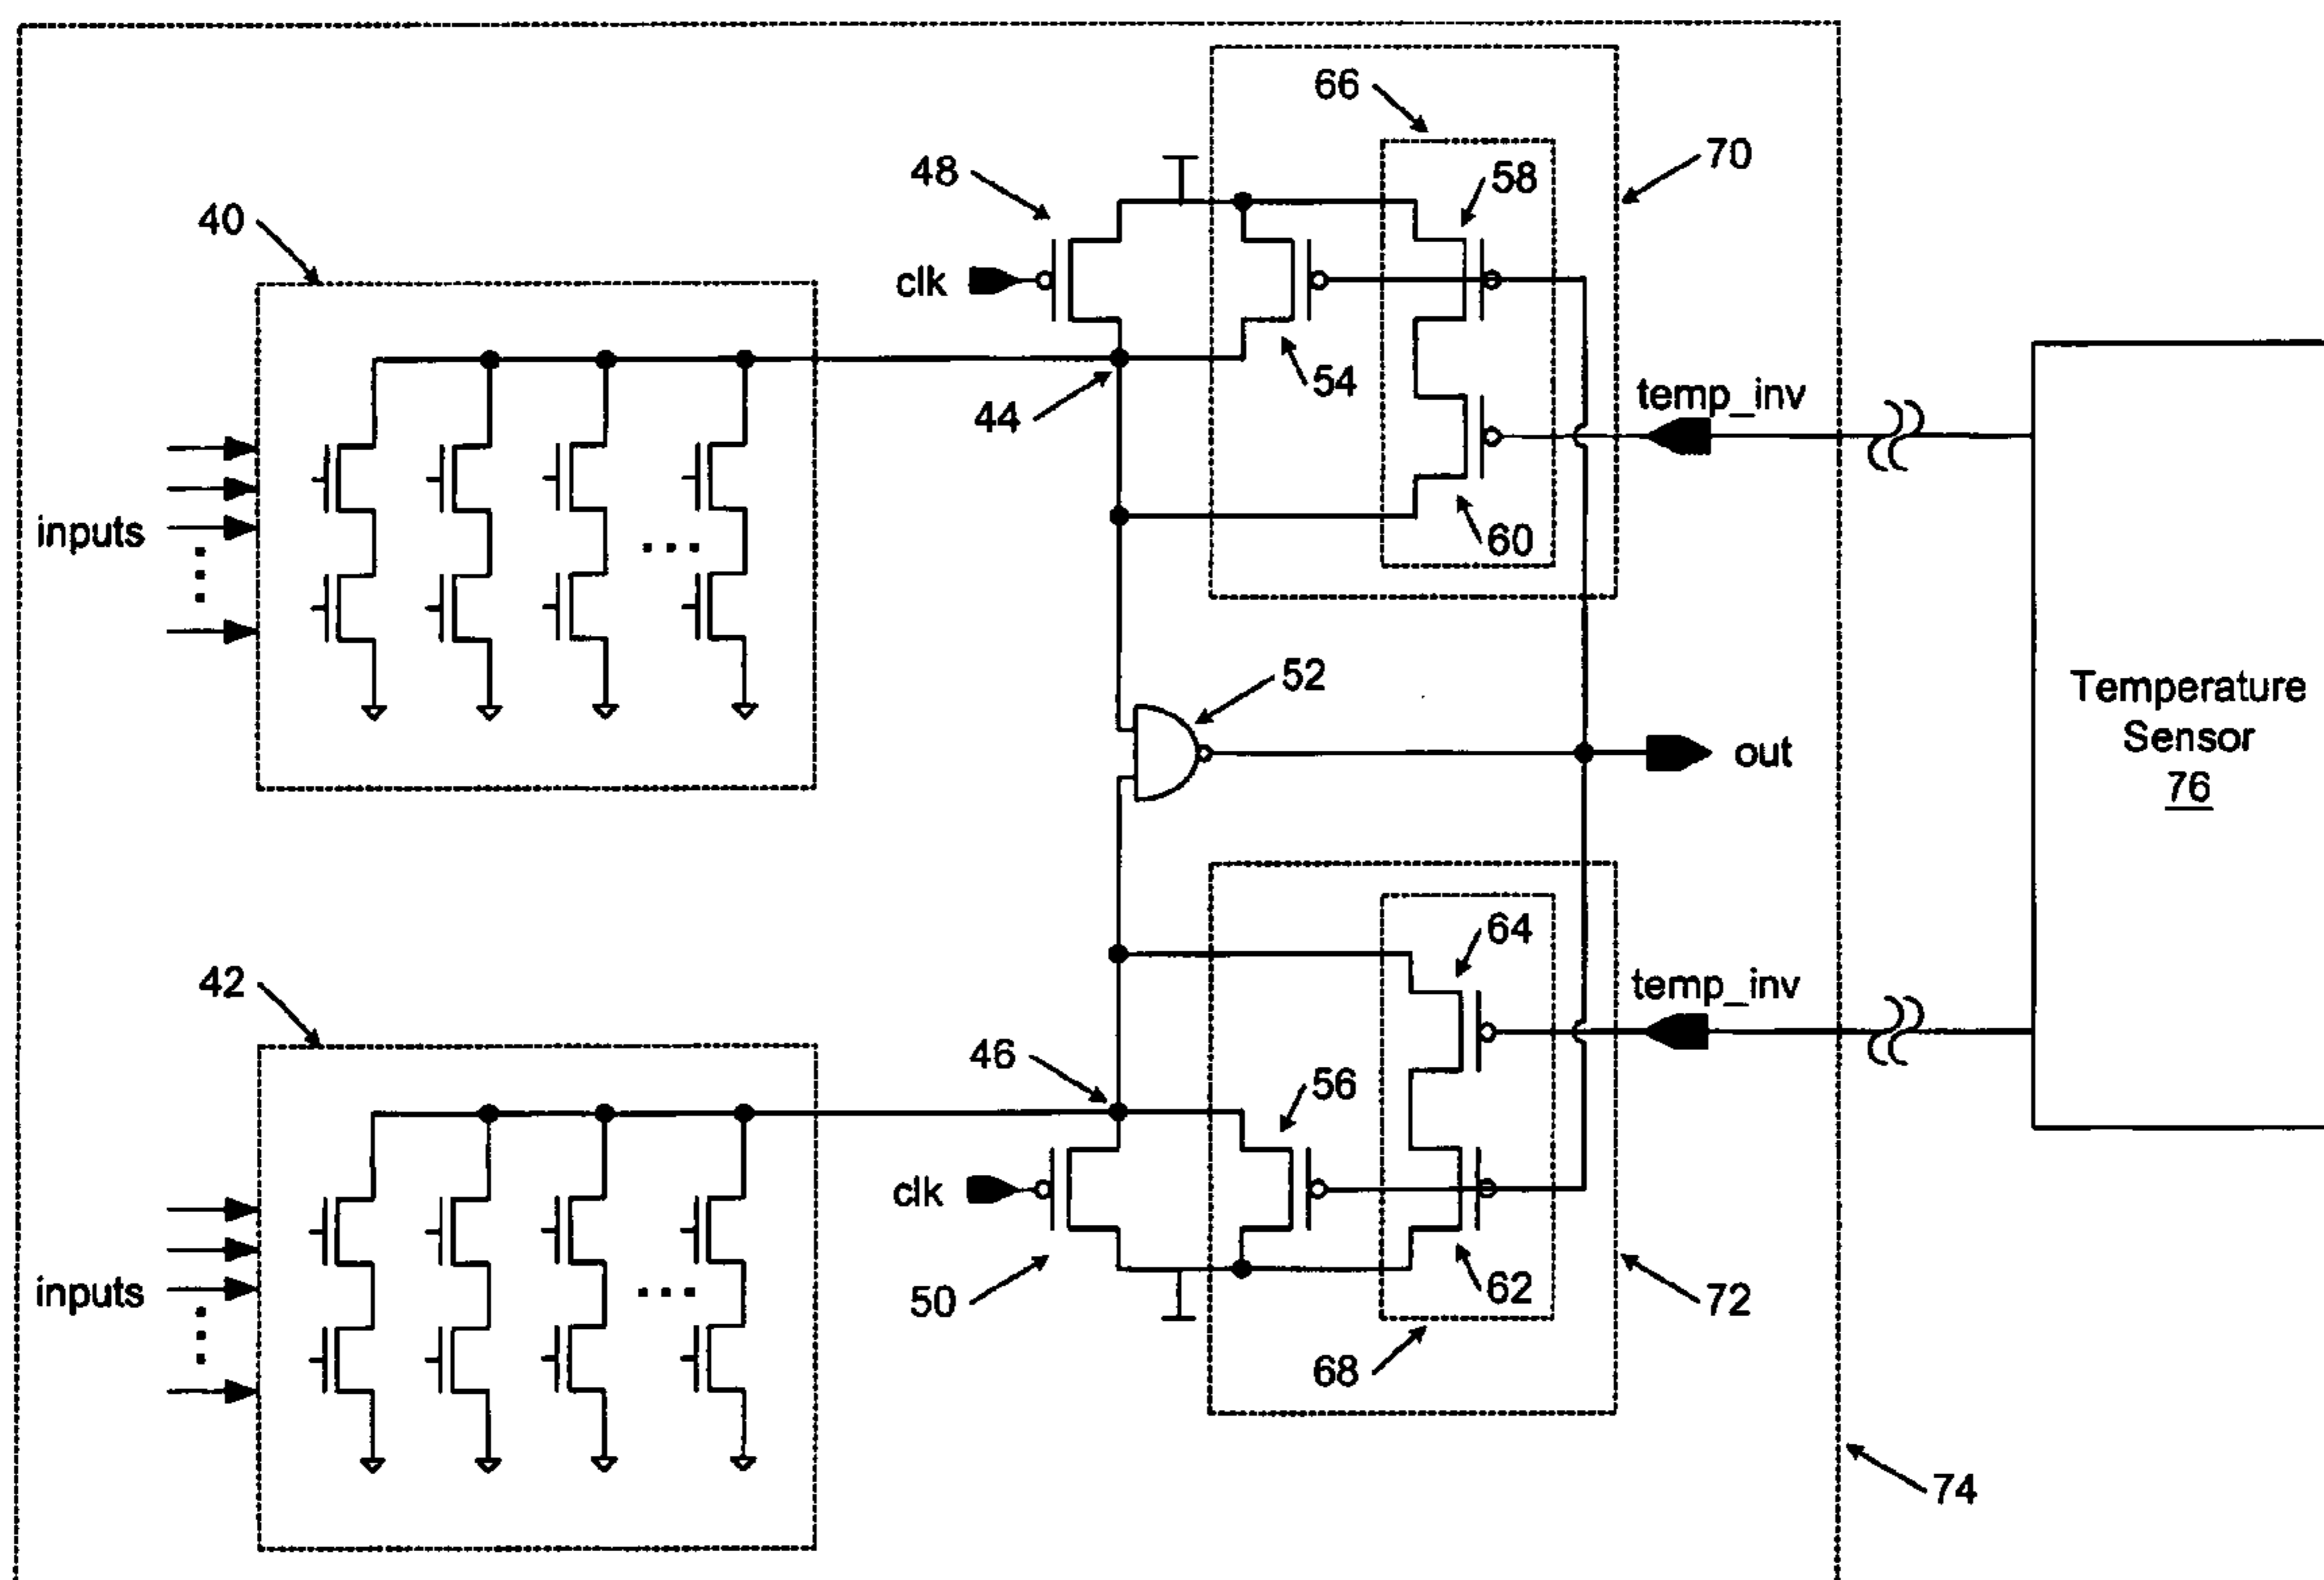 66
70
48
58
40
clk
54
temp_inv
44
inputs
60
52
Temperature
Sensor
76
out
64
42
temp_inv
46
56
clk
inputs
50
62
72
68
74